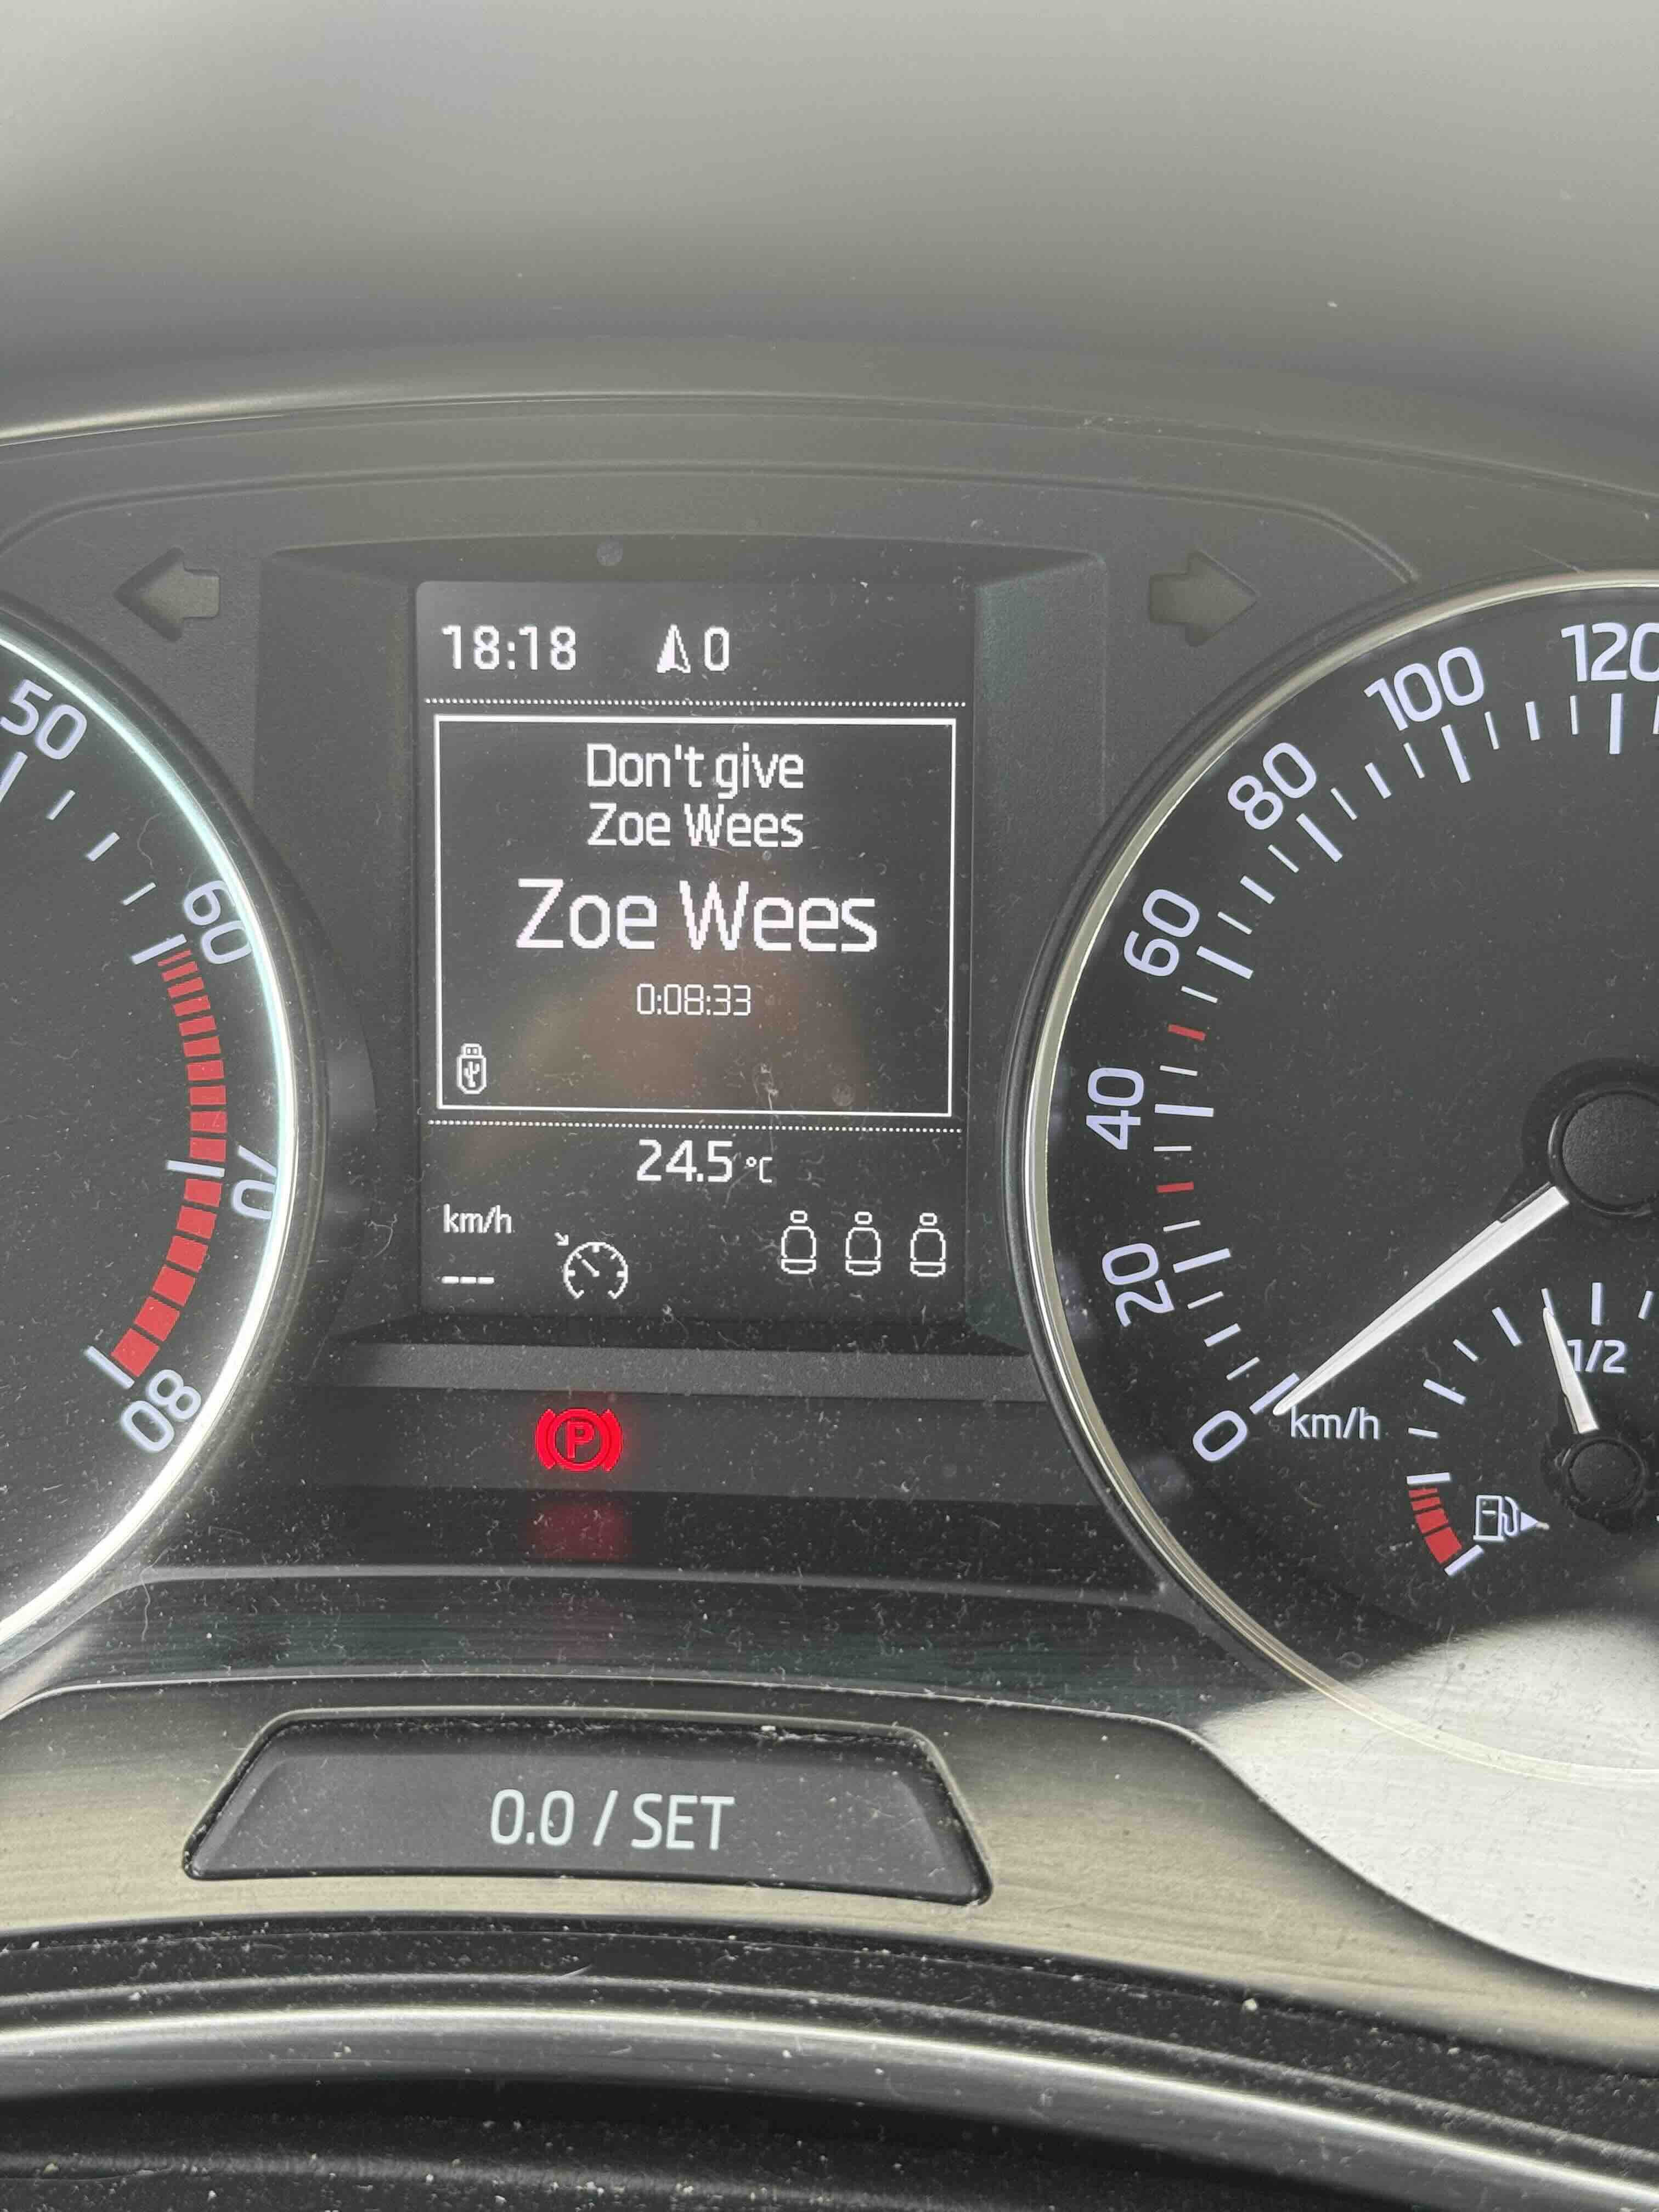 18:18 0
Don't give
Zoe Wees
Zoe Wees
0:08:33
24.5 °C
km/h
---
50
60
70
80
P
0
20
40
60
80
100
120
km/h
1/2
0.0 / SET